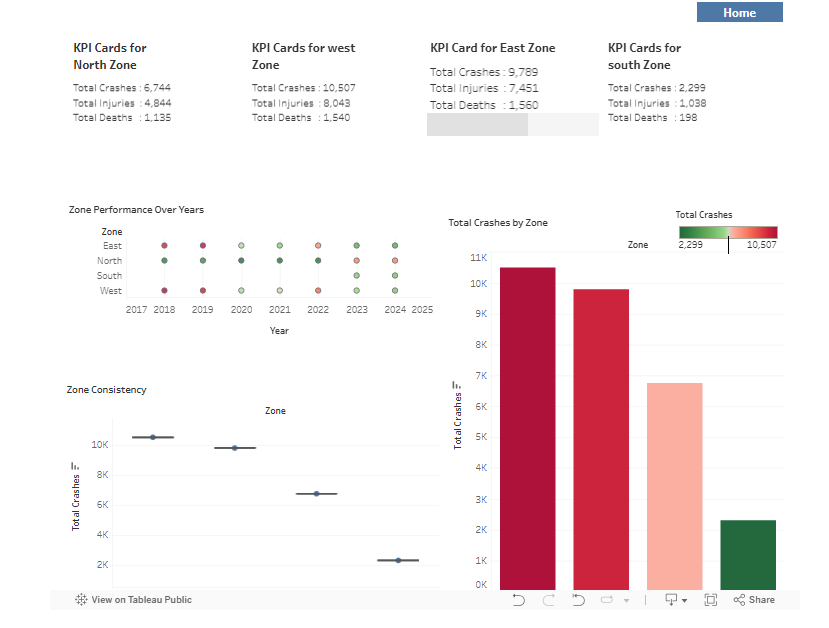 Home
KPI Cards for
North Zone
Total Crashes : 6,744
Total Injuries : 4,844
Total Deaths : 1,135
KPI Cards for west
Zone
Total Crashes : 10,507
Total Injuries : 8,043
Total Deaths : 1,540
KPI Card for East Zone
Total Crashes : 9,789
Total Injuries : 7,451
Total Deaths : 1,560
KPI Cards for
south Zone
Total Crashes : 2,299
Total Injuries : 1,038
Total Deaths : 198
Zone Performance Over Years
Zone
East
North
South
West
2017 2018 2019 2020 2021 2022 2023 2024 2025
Year
Total Crashes by Zone
Total Crashes
2,299 10,507
Zone
11K
10K
9K
8K
7K
6K
5K
4K
3K
2K
1K
0K
Total Crashes
Zone Consistency
Zone
10K
8K
6K
4K
2K
Total Crashes
View on Tableau Public
Share